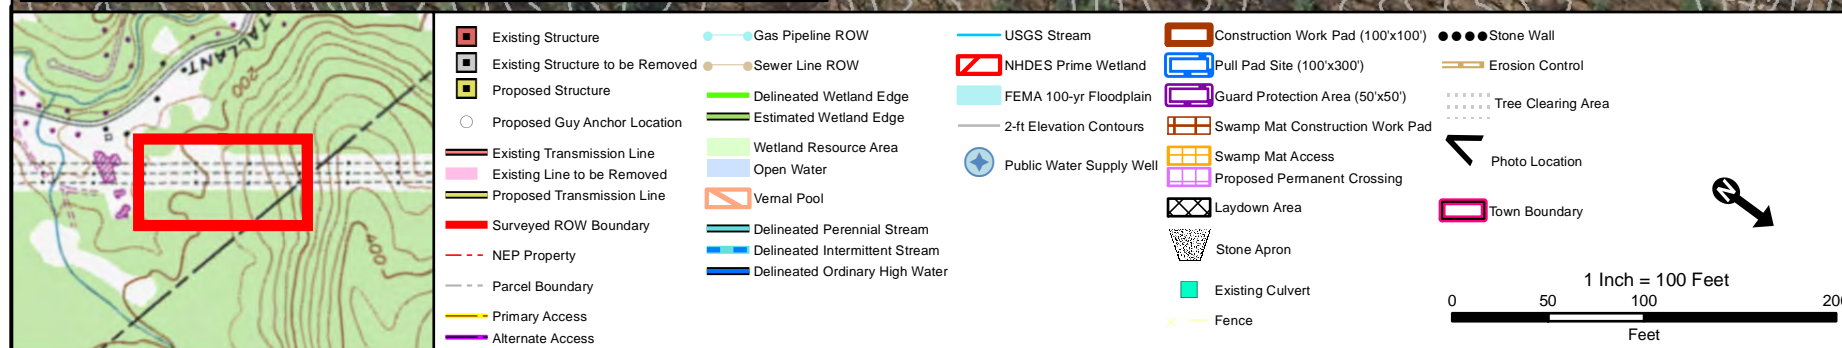 TALLANT
200
400
Existing Structure
Existing Structure to be Removed
Proposed Structure
Proposed Guy Anchor Location
Existing Transmission Line
Existing Line to be Removed
Proposed Transmission Line
Surveyed ROW Boundary
NEP Property
Parcel Boundary
Primary Access
Alternate Access
Gas Pipeline ROW
Sewer Line ROW
Delineated Wetland Edge
Estimated Wetland Edge
Wetland Resource Area
Open Water
Vernal Pool
Delineated Perennial Stream
Delineated Intermittent Stream
Delineated Ordinary High Water
USGS Stream
NHDES Prime Wetland
FEMA 100-yr Floodplain
2-ft Elevation Contours
Public Water Supply Well
Construction Work Pad (100'x100')
Pull Pad Site (100'x300')
Guard Protection Area (50'x50')
Swamp Mat Construction Work Pad
Swamp Mat Access
Proposed Permanent Crossing
Laydown Area
Stone Apron
Existing Culvert
Fence
Stone Wall
Erosion Control
Tree Clearing Area
Photo Location
Town Boundary
N
1 Inch = 100 Feet
0 50 100 200
Feet